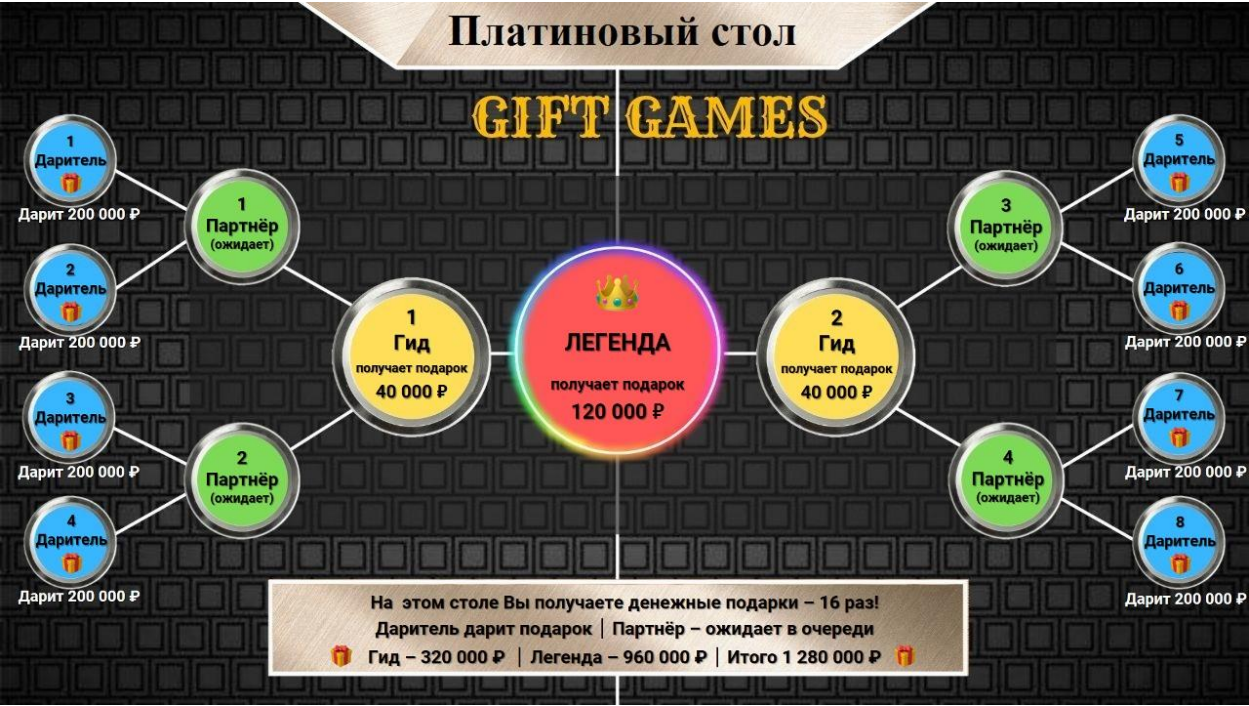 Платиновый стол
GIFT GAMES
1
Даритель
Дарит 200 000 ₽
2
Даритель
Дарит 200 000 ₽
3
Даритель
Дарит 200 000 ₽
4
Даритель
Дарит 200 000 ₽
1
Партнёр
(ожидает)
2
Партнёр
(ожидает)
1
Гид
получает подарок
40 000 ₽
ЛЕГЕНДА
получает подарок
120 000 ₽
2
Гид
получает подарок
40 000 ₽
3
Партнёр
(ожидает)
4
Партнёр
(ожидает)
5
Даритель
Дарит 200 000 ₽
6
Даритель
Дарит 200 000 ₽
7
Даритель
Дарит 200 000 ₽
8
Даритель
Дарит 200 000 ₽
На этом столе Вы получаете денежные подарки – 16 раз!
Даритель дарит подарок | Партнёр – ожидает в очереди
Гид – 320 000 ₽ | Легенда – 960 000 ₽ | Итого 1 280 000 ₽